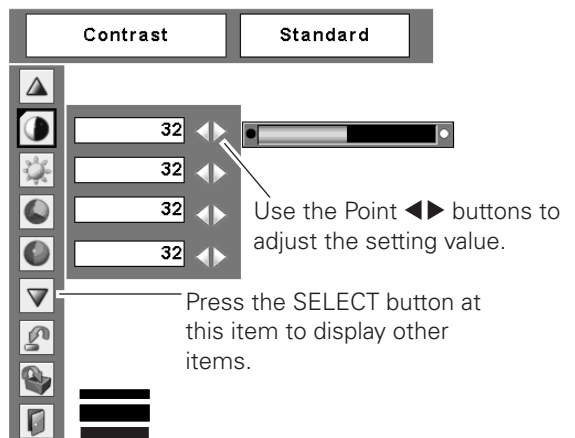 Contrast Standard
32
32
32
32
Use the Point ◀▶ buttons to
adjust the setting value.
Press the SELECT button at
this item to display other
items.